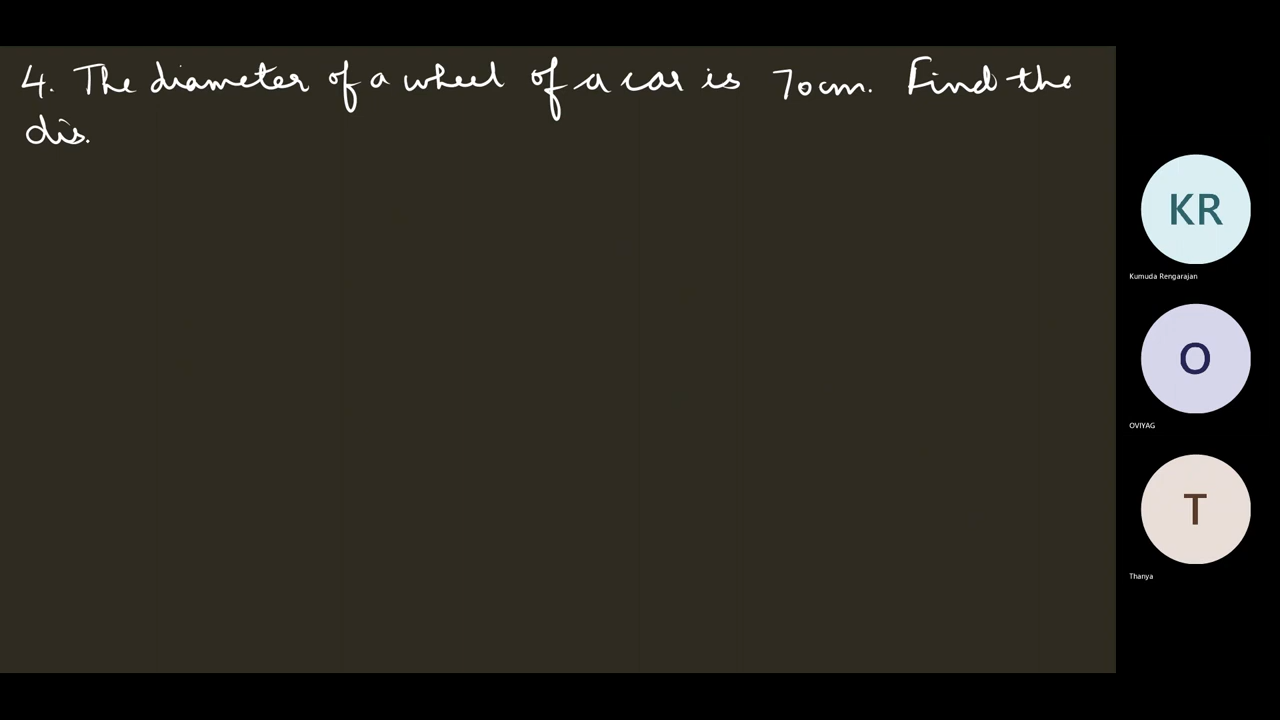 4. The diameter of a wheel of a car is 70cm. Find the
dis.
KR
Kumuda Rengarajan
O
OVIYAG
T
Thanya